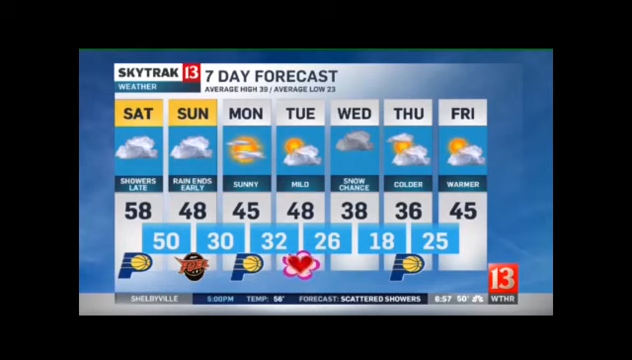 SKYTRAK 13
WEATHER
7 DAY FORECAST
AVERAGE HIGH 39 / AVERAGE LOW 23
SAT SUN MON TUE WED THU FRI
SHOWERS LATE RAIN ENDS EARLY SUNNY MILD SNOW CHANCE COLDER WARMER
58 48 45 48 38 36 45
50 30 32 26 18 25
13
WTHR
SHELBYVILLE 5:00PM TEMP: 56° FORECAST: SCATTERED SHOWERS 6:57 50°